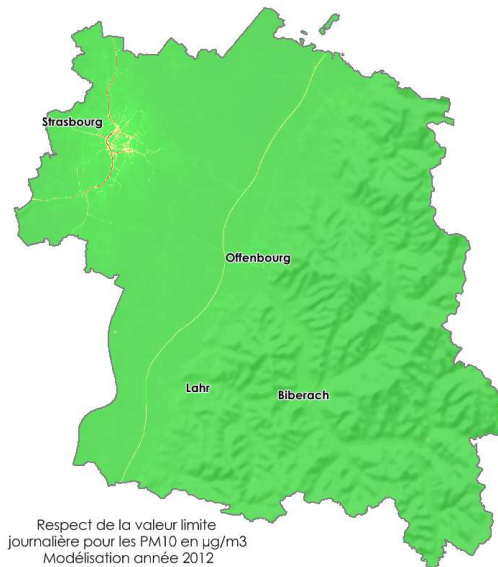 Strasbourg
Offenbourg
Lahr
Biberach
Respect de la valeur limite
journalière pour les PM10 en µg/m3
Modélisation année 2012